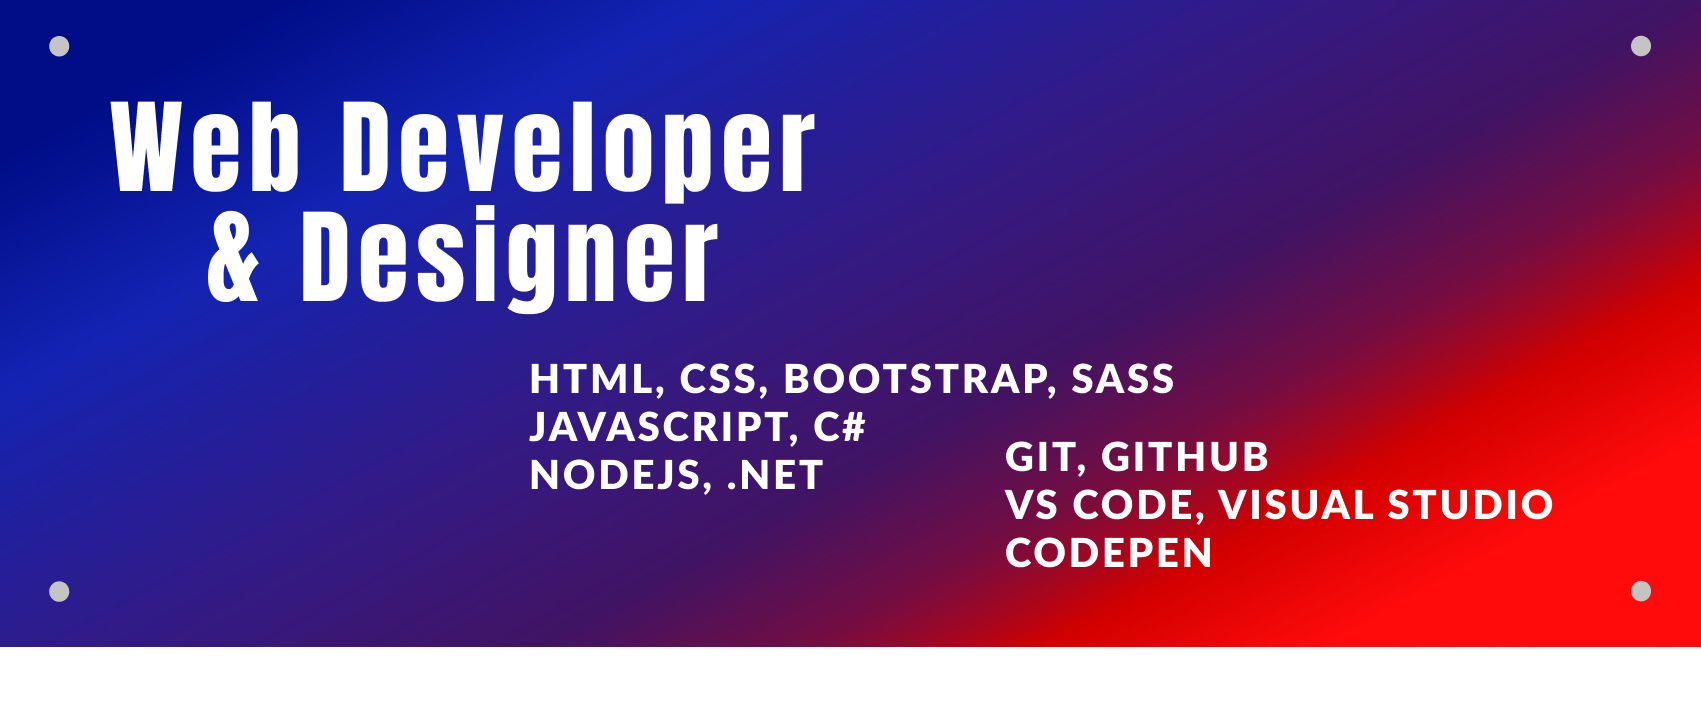 Web Developer
& Designer
HTML, CSS, BOOTSTRAP, SASS
JAVASCRIPT, C#
NODEJS, .NET
GIT, GITHUB
VS CODE, VISUAL STUDIO
CODEPEN